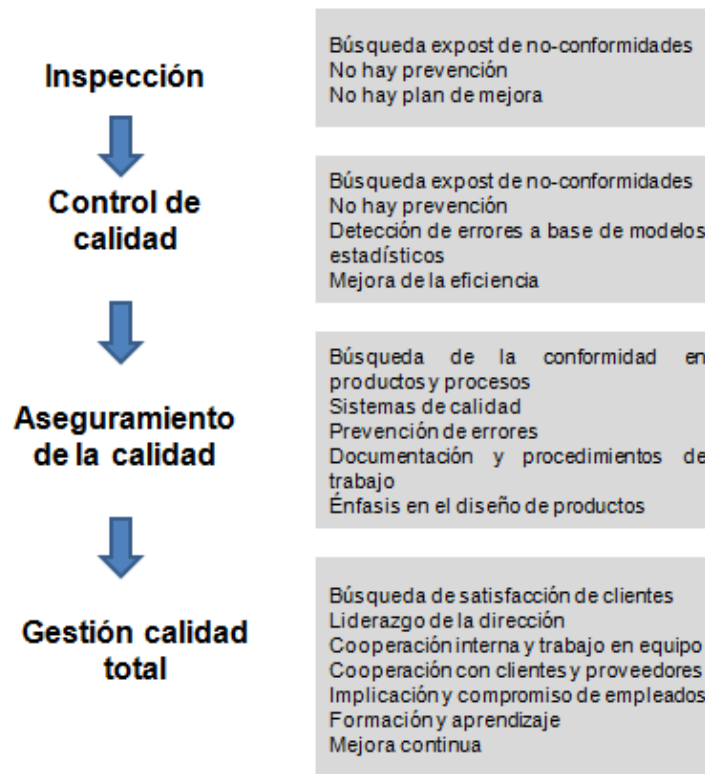 Inspección
Búsqueda expost de no-conformidades
No hay prevención
No hay plan de mejora
Control de
calidad
Búsqueda expost de no-conformidades
No hay prevención
Detección de errores a base de modelos
estadísticos
Mejora de la eficiencia
Aseguramiento
de la calidad
Búsqueda de la conformidad en
productos y procesos
Sistemas de calidad
Prevención de errores
Documentación y procedimientos de
trabajo
Énfasis en el diseño de productos
Gestión calidad
total
Búsqueda de satisfacción de clientes
Liderazgo de la dirección
Cooperación interna y trabajo en equipo
Cooperación con clientes y proveedores
Implicación y compromiso de empleados
Formación y aprendizaje
Mejora continua